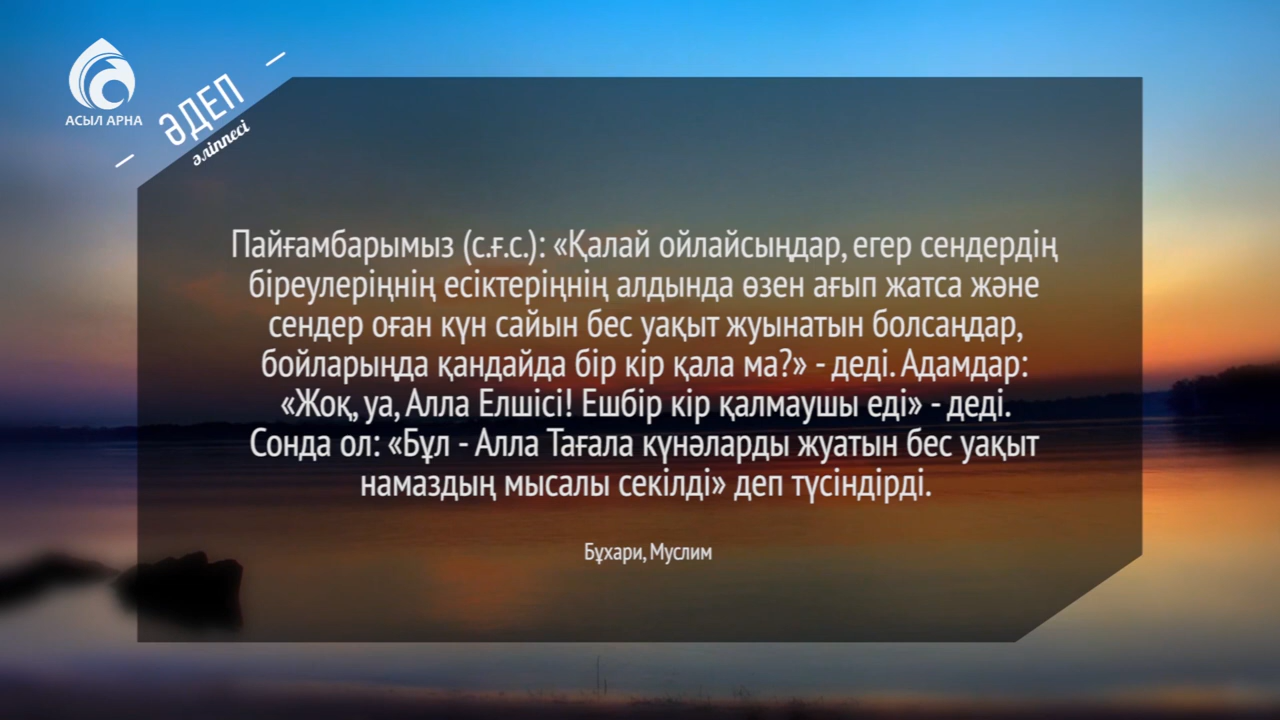 АСЫЛ АРНА
ӘДЕП
әліппесі
Пайғамбарымыз (с.ғ.с.): «Қалай ойлайсыңдар, егер сендердің
біреулеріңнің есіктеріңнің алдында өзен ағып жатса және
сендер оған күн сайын бес уақыт жуынатын болсаңдар,
бойларыңда қандайда бір кір қала ма?» - деді. Адамдар:
«Жоқ, уа, Алла Елшісі! Ешбір кір қалмаушы еді» - деді.
Сонда ол: «Бұл - Алла Тағала күнәларды жуатын бес уақыт
намаздың мысалы секілді» деп түсіндірді.
Бұхари, Муслим